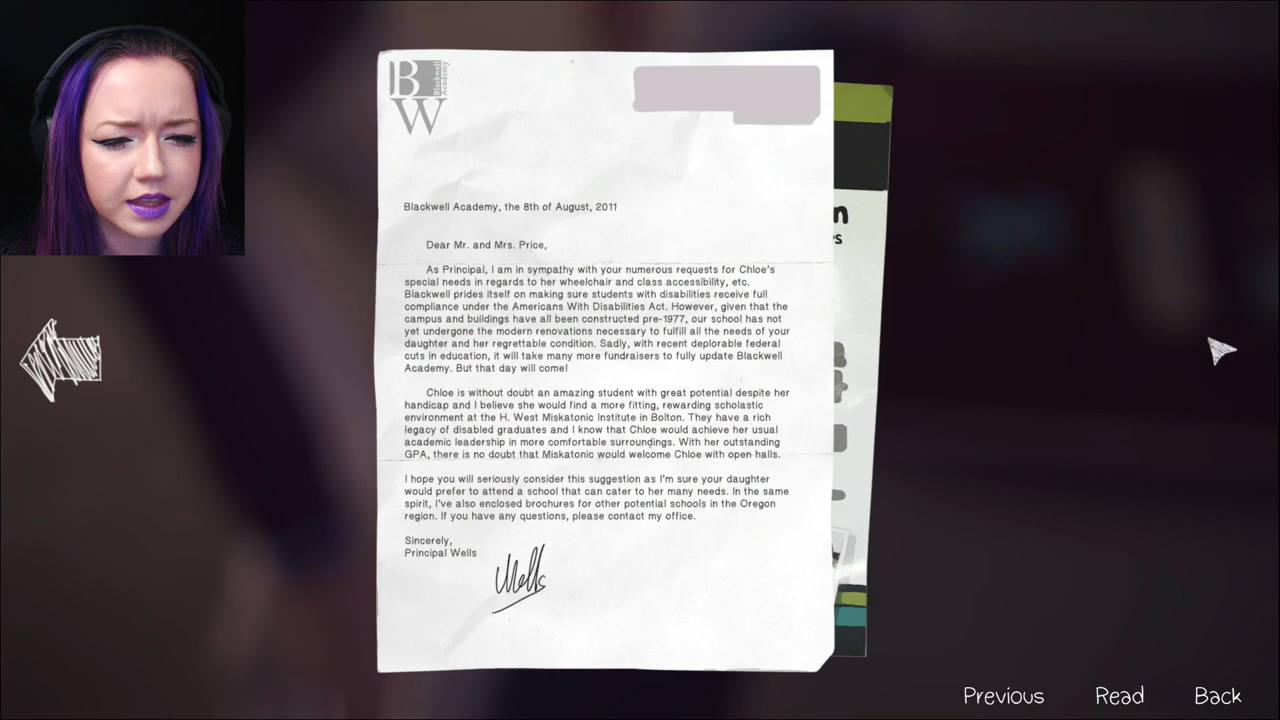 BW
Blackwell
Academy
Blackwell Academy, the 8th of August, 2011
Dear Mr. and Mrs. Price,
As Principal, I am in sympathy with your numerous requests for Chloe's
special needs in regards to her wheelchair and class accessibility, etc.
Blackwell prides itself on making sure students with disabilities receive full
compliance under the Americans With Disabilities Act. However, given that the
campus and buildings have all been constructed pre-1977, our school has not
yet undergone the modern renovations necessary to fulfill all the needs of your
daughter and her regrettable condition. Sadly, with recent deplorable federal
cuts in education, it will take many more fundraisers to fully update Blackwell
Academy. But that day will come!
Chloe is without doubt an amazing student with great potential despite her
handicap and I believe she would find a more fitting, rewarding scholastic
environment at the H. West Miskatonic Institute in Bolton. They have a rich
legacy of disabled graduates and I know that Chloe would achieve her usual
academic leadership in more comfortable surroundings. With her outstanding
GPA, there is no doubt that Miskatonic would welcome Chloe with open halls.
I hope you will seriously consider this suggestion as I'm sure your daughter
would prefer to attend a school that can cater to her many needs. In the same
spirit, I've also enclosed brochures for other potential schools in the Oregon
region. If you have any questions, please contact my office.
Sincerely,
Principal Wells
Wells
Previous Read Back